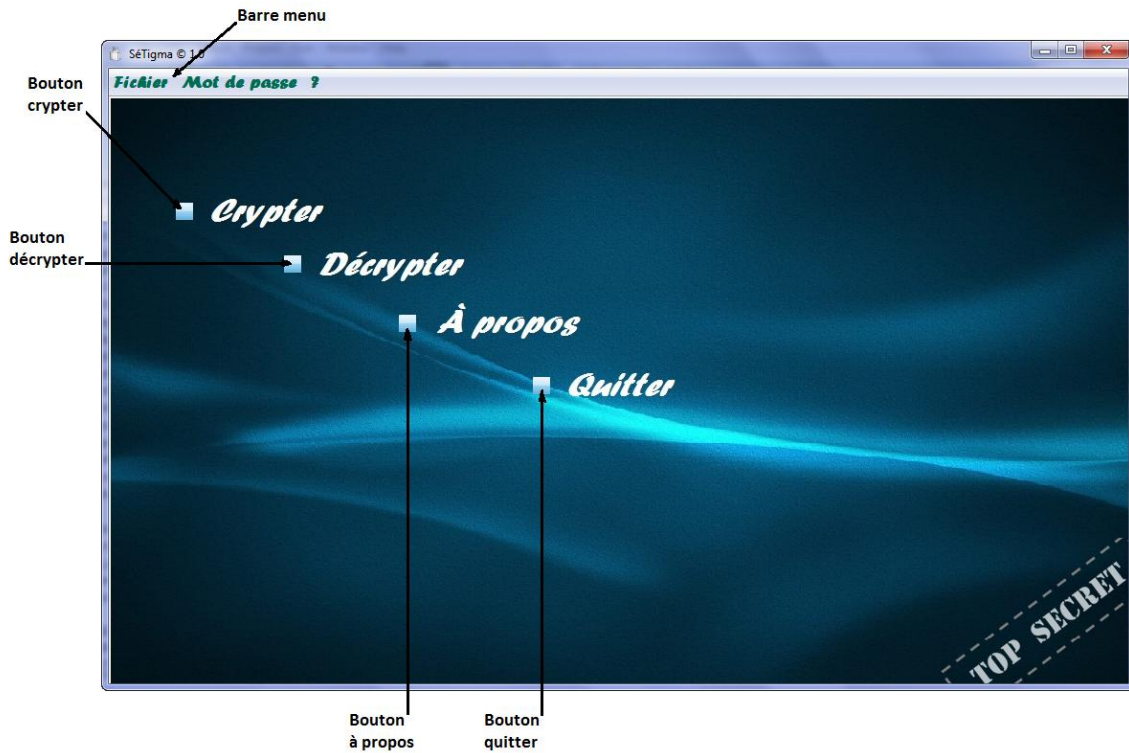 Barre menu
SéTigma © 1.0
Fichier Mot de passe ?
Bouton
crypter
Crypter
Bouton
décrypter
Décrypter
À propos
Quitter
TOP SECRET
Bouton
à propos
Bouton
quitter